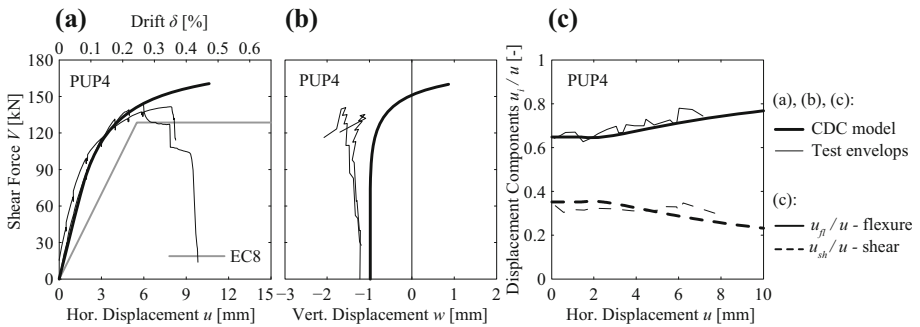 (a)
Drift δ [%]
0 0.1 0.2 0.3 0.4 0.5 0.6
180
150
120
90
60
30
0
Shear Force V [kN]
PUP4
EC8
0 3 6 9 12 15
Hor. Displacement u [mm]
(b)
PUP4
−3 −2 −1 0 1 2
Vert. Displacement w [mm]
(c)
1
0.8
0.6
0.4
0.2
0
Displacement Components u_i / u [-]
PUP4
0 2 4 6 8 10
Hor. Displacement u [mm]
(a), (b), (c):
CDC model
Test envelops
(c):
u_fl / u - flexure
u_sh / u - shear